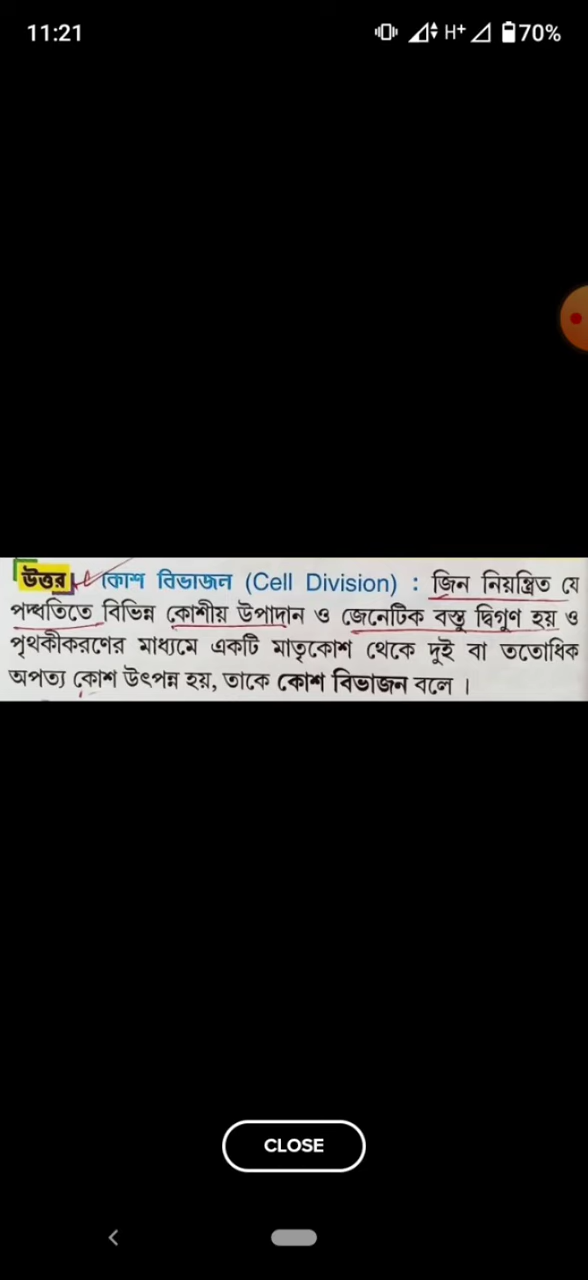 11:21 H+ 70%
উত্তর কোশ বিভাজন (Cell Division) : জিন নিয়ন্ত্রিত যে
পদ্ধতিতে বিভিন্ন কোশীয় উপাদান ও জেনেটিক বস্তু দ্বিগুণ হয় ও
পৃথকীকরণের মাধ্যমে একটি মাতৃকোশ থেকে দুই বা ততোধিক
অপত্য কোশ উৎপন্ন হয়, তাকে কোশ বিভাজন বলে ।
CLOSE